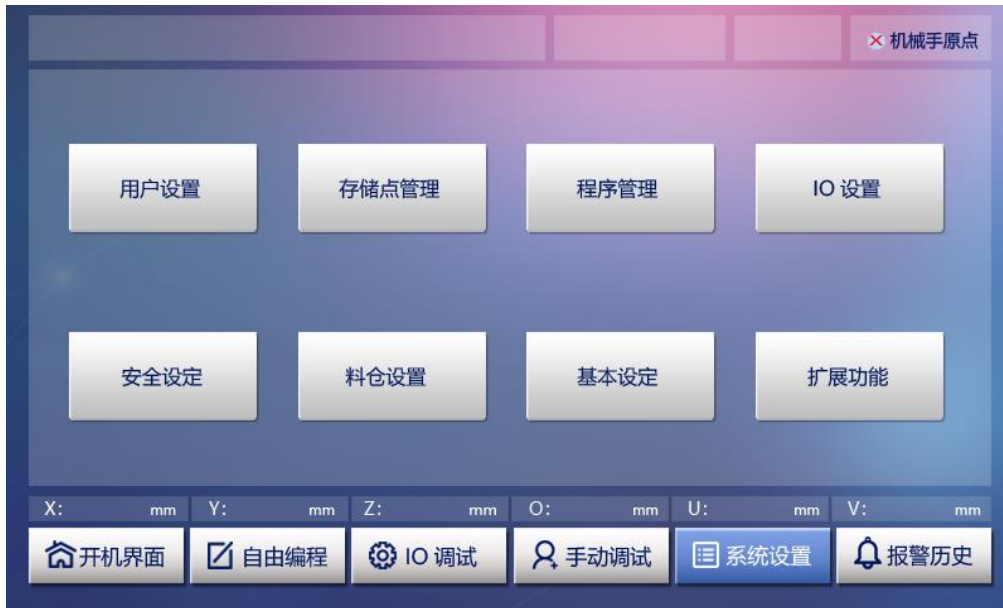 机械手原点
用户设置 存储点管理 程序管理 IO 设置
安全设定 料仓设置 基本设定 扩展功能
X: mm Y: mm Z: mm O: mm U: mm V: mm
开机界面 自由编程 IO 调试 手动调试 系统设置 报警历史